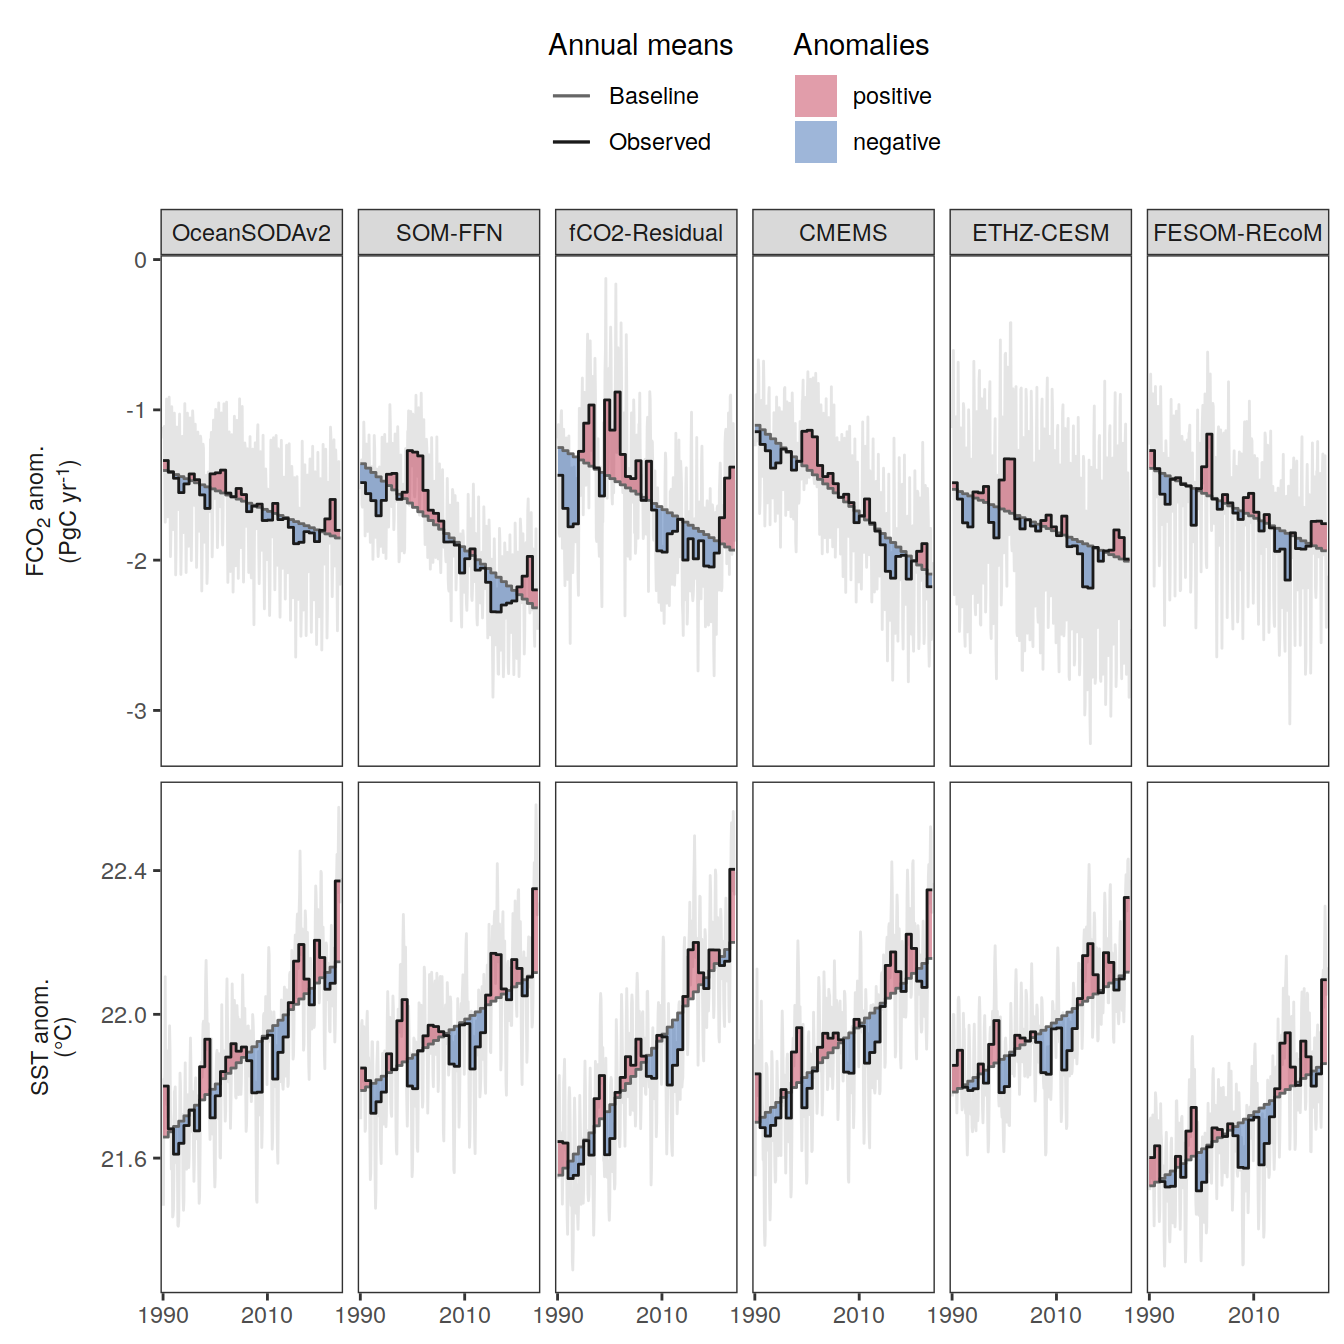 Annual means
Baseline
Observed
Anomalies
positive
negative
OceanSODAv2 SOM-FFN fCO2-Residual CMEMS ETHZ-CESM FESOM-REcoM
FCO2 anom.
(PgC yr-1)
0
-1
-2
-3
SST anom.
(°C)
22.4
22.0
21.6
1990 2010 1990 2010 1990 2010 1990 2010 1990 2010 1990 2010